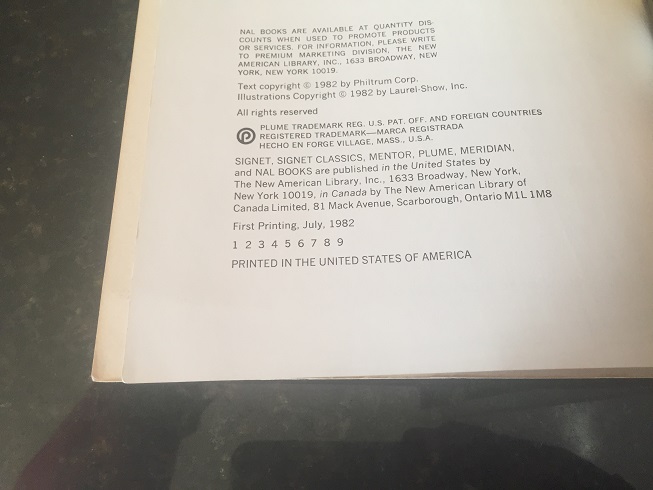 NAL BOOKS ARE AVAILABLE AT QUANTITY DIS-
COUNTS WHEN USED TO PROMOTE PRODUCTS
OR SERVICES. FOR INFORMATION, PLEASE WRITE
TO PREMIUM MARKETING DIVISION, THE NEW
AMERICAN LIBRARY, INC., 1633 BROADWAY, NEW
YORK, NEW YORK 10019.
Text copyright © 1982 by Philtrum Corp.
Illustrations Copyright © 1982 by Laurel-Show, Inc.
All rights reserved
PLUME TRADEMARK REG. U.S. PAT. OFF. AND FOREIGN COUNTRIES
REGISTERED TRADEMARK—MARCA REGISTRADA
HECHO EN FORGE VILLAGE, MASS., U.S.A.
SIGNET, SIGNET CLASSICS, MENTOR, PLUME, MERIDIAN,
and NAL BOOKS are published in the United States by
The New American Library, Inc., 1633 Broadway, New York,
New York 10019, in Canada by The New American Library of
Canada Limited, 81 Mack Avenue, Scarborough, Ontario M1L 1M8
First Printing, July, 1982
1 2 3 4 5 6 7 8 9
PRINTED IN THE UNITED STATES OF AMERICA